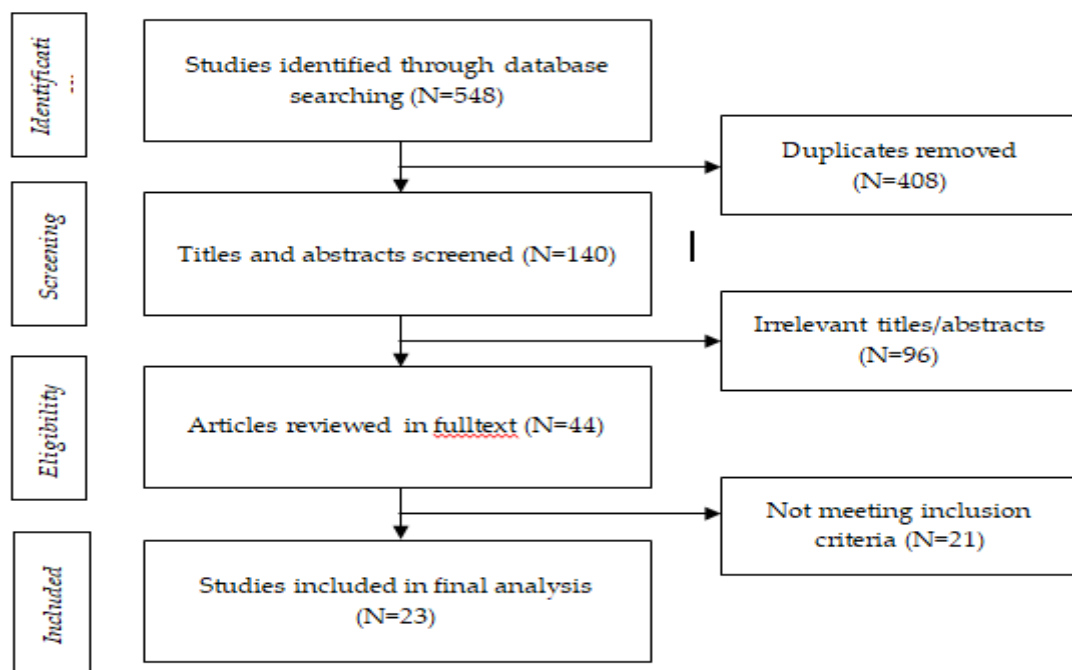 Identificati
...
Studies identified through database
searching (N=548)
Duplicates removed
(N=408)
Screening
Titles and abstracts screened (N=140)
Irrelevant titles/abstracts
(N=96)
Eligibility
Articles reviewed in fulltext (N=44)
Not meeting inclusion
criteria (N=21)
Included
Studies included in final analysis
(N=23)